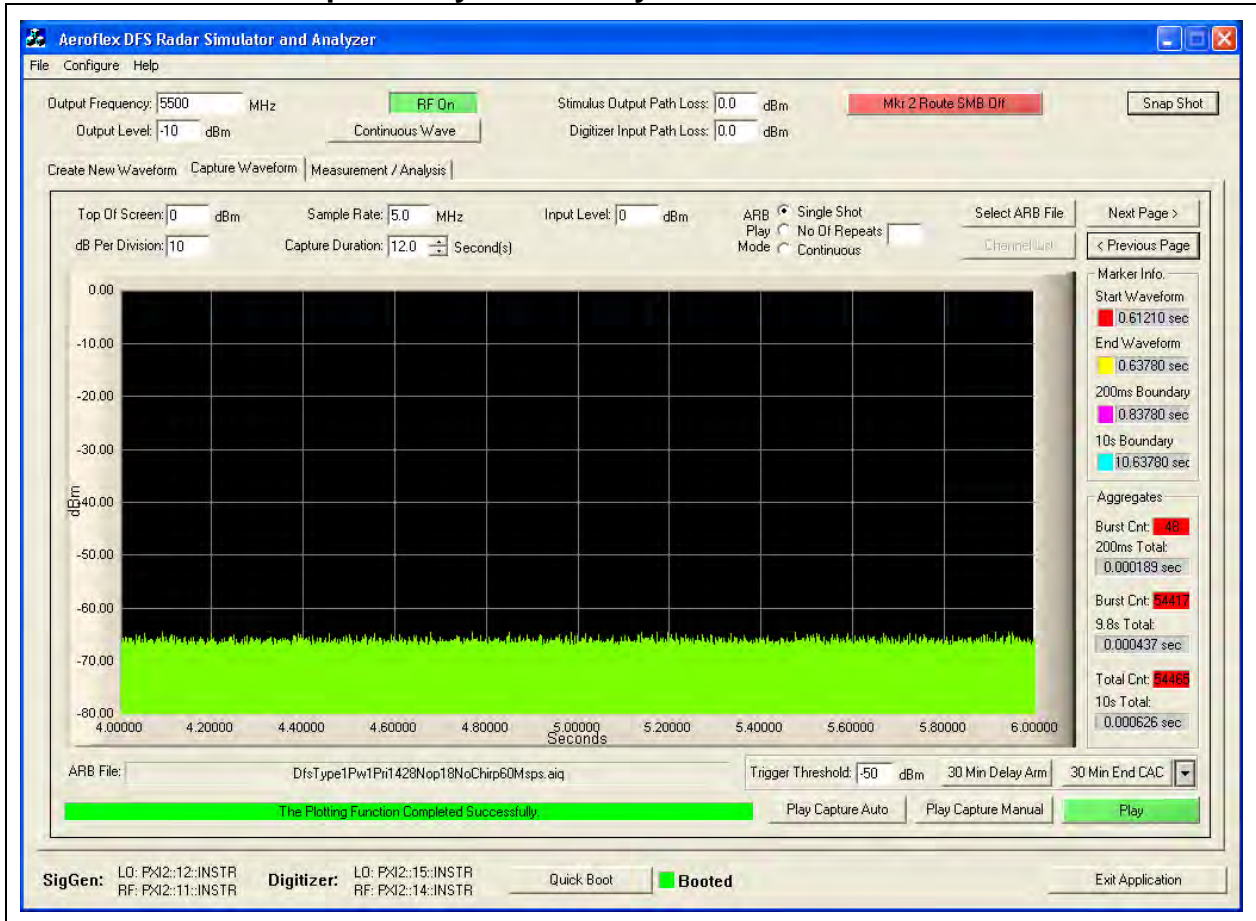 Aeroflex DFS Radar Simulator and Analyzer
File Configure Help
Output Frequency: 5500 MHz
RF On
Stimulus Output Path Loss: 0.0 dBm
Mkr 2 Route SMB Off
Snap Shot
Output Level: -10 dBm
Continuous Wave
Digitizer Input Path Loss: 0.0 dBm
Create New Waveform
Capture Waveform
Measurement / Analysis
Top Of Screen: 0 dBm
Sample Rate: 5.0 MHz
Input Level: 0 dBm
ARB Play Mode
Single Shot
No Of Repeats
Continuous
Select ARB File
Next Page >
dB Per Division: 10
Capture Duration: 12.0 Second(s)
Channel List
< Previous Page
0.00
-10.00
-20.00
-30.00
-40.00
-50.00
-60.00
-70.00
-80.00
dBm
4.00000 4.20000 4.40000 4.60000 4.80000 5.00000 5.20000 5.40000 5.60000 5.80000 6.00000
Seconds
Marker Info.
Start Waveform
0.61210 sec
End Waveform
0.63780 sec
200ms Boundary
0.83780 sec
10s Boundary
10.63780 sec
Aggregates
Burst Cnt: 48
200ms Total:
0.000189 sec
Burst Cnt: 54417
9.8s Total:
0.000437 sec
Total Cnt: 54465
10s Total:
0.000626 sec
ARB File: DfsType1Pw1Pri1428Nop18NoChirp60Msps.aiq
Trigger Threshold: -50 dBm
30 Min Delay Arm
30 Min End CAC
The Plotting Function Completed Successfully.
Play Capture Auto
Play Capture Manual
Play
SigGen: LO: PXI2::12::INSTR
RF: PXI2::11::INSTR
Digitizer: LO: PXI2::15::INSTR
RF: PXI2::14::INSTR
Quick Boot
Booted
Exit Application